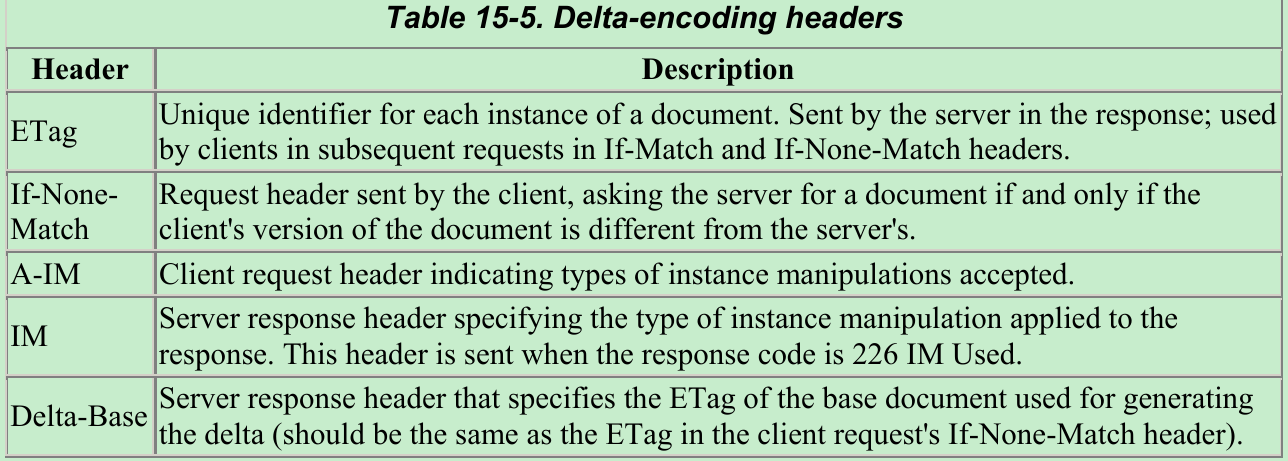 Table 15-5. Delta-encoding headers
Header Description
ETag
Unique identifier for each instance of a document. Sent by the server in the response; used
by clients in subsequent requests in If-Match and If-None-Match headers.
If-None-
Match
Request header sent by the client, asking the server for a document if and only if the
client's version of the document is different from the server's.
A-IM Client request header indicating types of instance manipulations accepted.
IM
Server response header specifying the type of instance manipulation applied to the
response. This header is sent when the response code is 226 IM Used.
Delta-Base
Server response header that specifies the ETag of the base document used for generating
the delta (should be the same as the ETag in the client request's If-None-Match header).